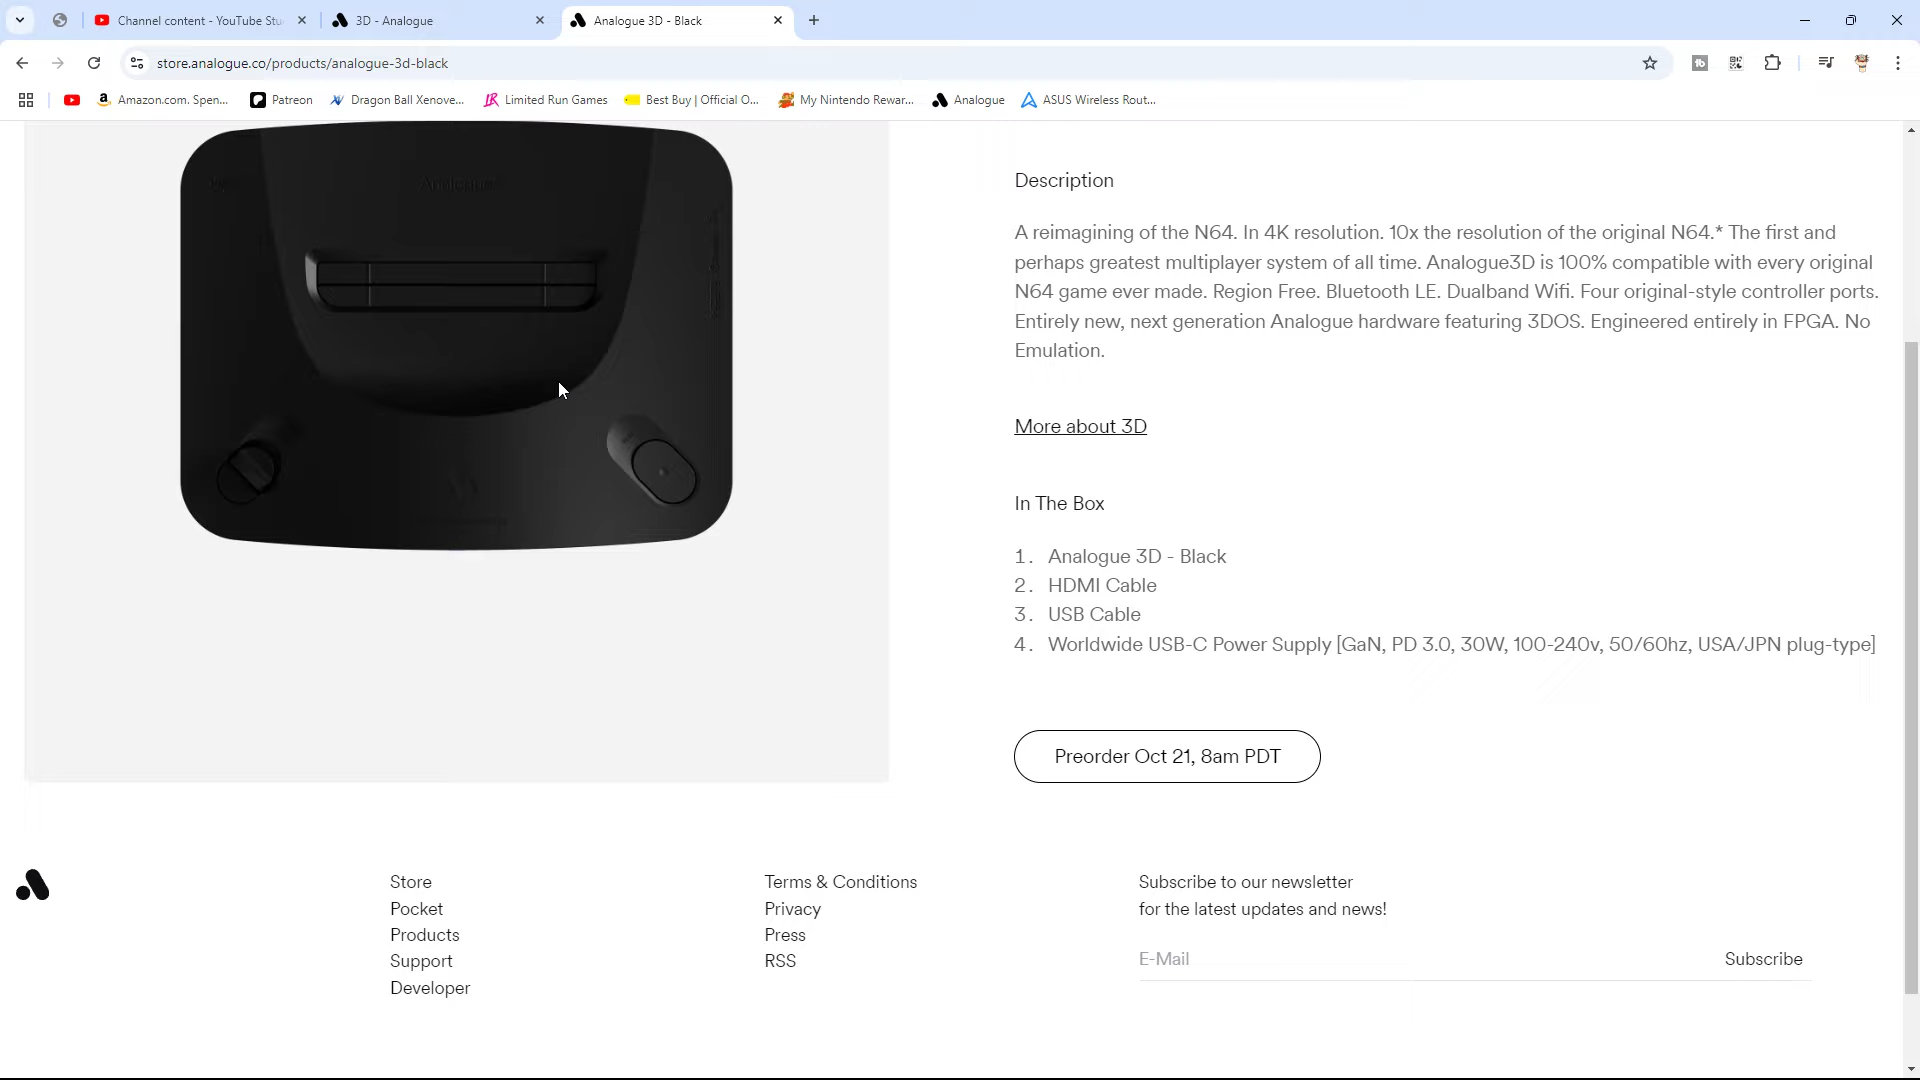 Channel content - YouTube Stu
3D - Analogue
Analogue 3D - Black
store.analogue.co/products/analogue-3d-black
Amazon.com. Spen...
Patreon
Dragon Ball Xenove...
Limited Run Games
Best Buy | Official O...
My Nintendo Rewar...
Analogue
ASUS Wireless Rout...
Analogue
Description
A reimagining of the N64. In 4K resolution. 10x the resolution of the original N64.* The first and
perhaps greatest multiplayer system of all time. Analogue3D is 100% compatible with every original
N64 game ever made. Region Free. Bluetooth LE. Dualband Wifi. Four original-style controller ports.
Entirely new, next generation Analogue hardware featuring 3DOS. Engineered entirely in FPGA. No
Emulation.
More about 3D
In The Box
1. Analogue 3D - Black
2. HDMI Cable
3. USB Cable
4. Worldwide USB-C Power Supply [GaN, PD 3.0, 30W, 100-240v, 50/60hz, USA/JPN plug-type]
Preorder Oct 21, 8am PDT
Store
Pocket
Products
Support
Developer
Terms & Conditions
Privacy
Press
RSS
Subscribe to our newsletter
for the latest updates and news!
E-Mail
Subscribe